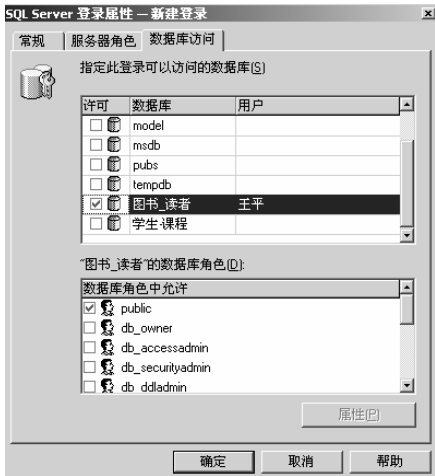 SQL Server 登录属性 — 新建登录
常规 服务器角色 数据库访问
指定此登录可以访问的数据库(S)
许可 数据库 用户
model
msdb
pubs
tempdb
图书_读者 王平
学生-课程
“图书_读者”的数据库角色(D):
数据库角色中允许
public
db_owner
db_accessadmin
db_securityadmin
db_ddladmin
属性(P)
确定 取消 帮助